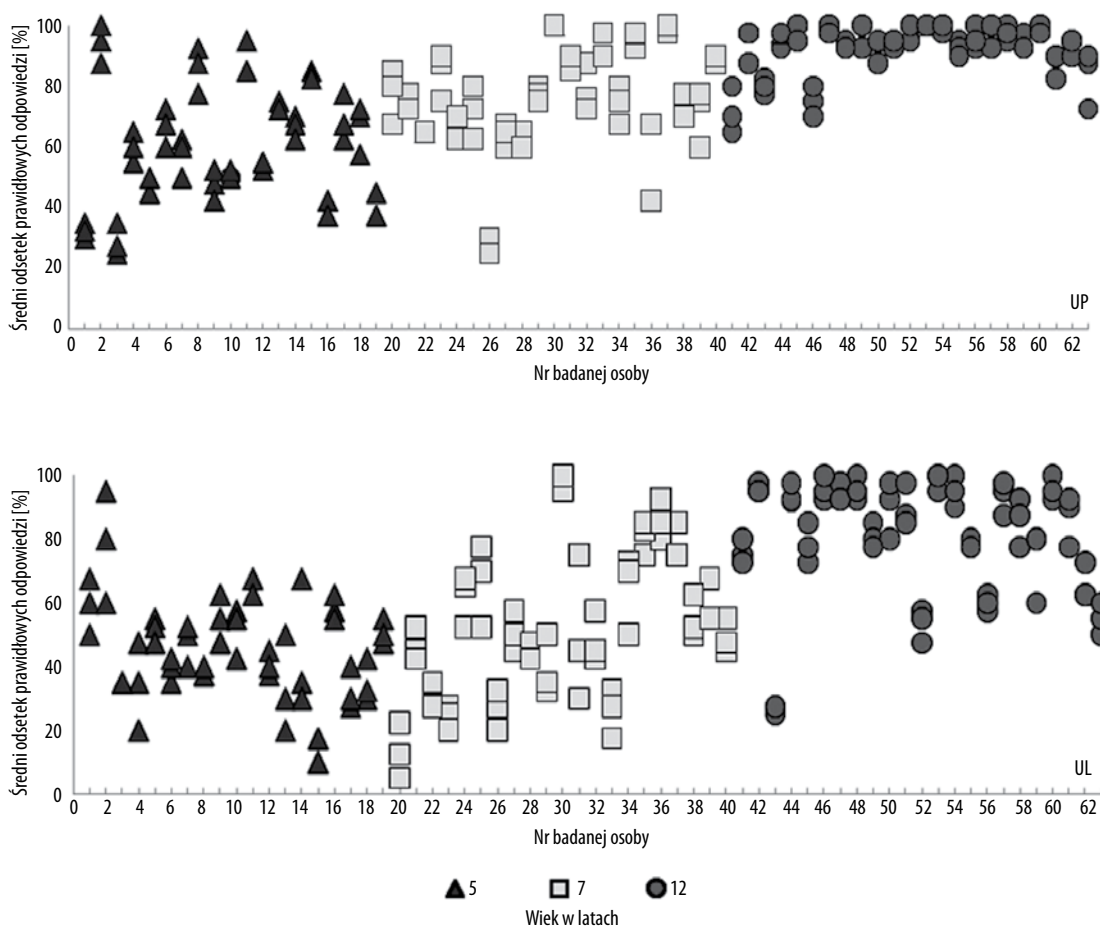 Średni odsetek prawidłowych odpowiedzi [%]
100
80
60
40
20
0
UP
0 2 4 6 8 10 12 14 16 18 20 22 24 26 28 30 32 34 36 38 40 42 44 46 48 50 52 54 56 58 60 62
Nr badanej osoby
Średni odsetek prawidłowych odpowiedzi [%]
100
80
60
40
20
0
UL
0 2 4 6 8 10 12 14 16 18 20 22 24 26 28 30 32 34 36 38 40 42 44 46 48 50 52 54 56 58 60 62
Nr badanej osoby
5 7 12
Wiek w latach